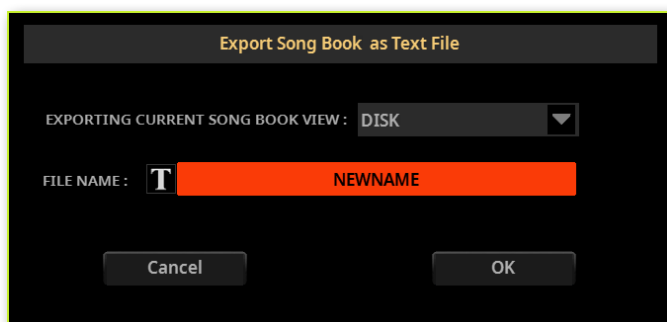 Export Song Book as Text File
EXPORTING CURRENT SONG BOOK VIEW : DISK
FILE NAME : T NEWNAME
Cancel OK